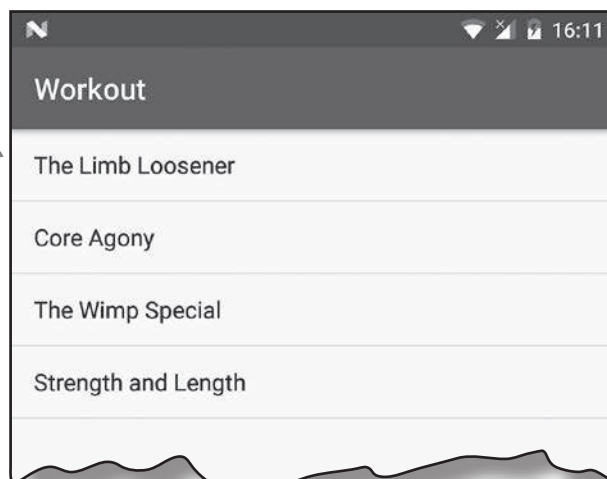 16:11
Workout
The Limb Loosener
Core Agony
The Wimp Special
Strength and Length